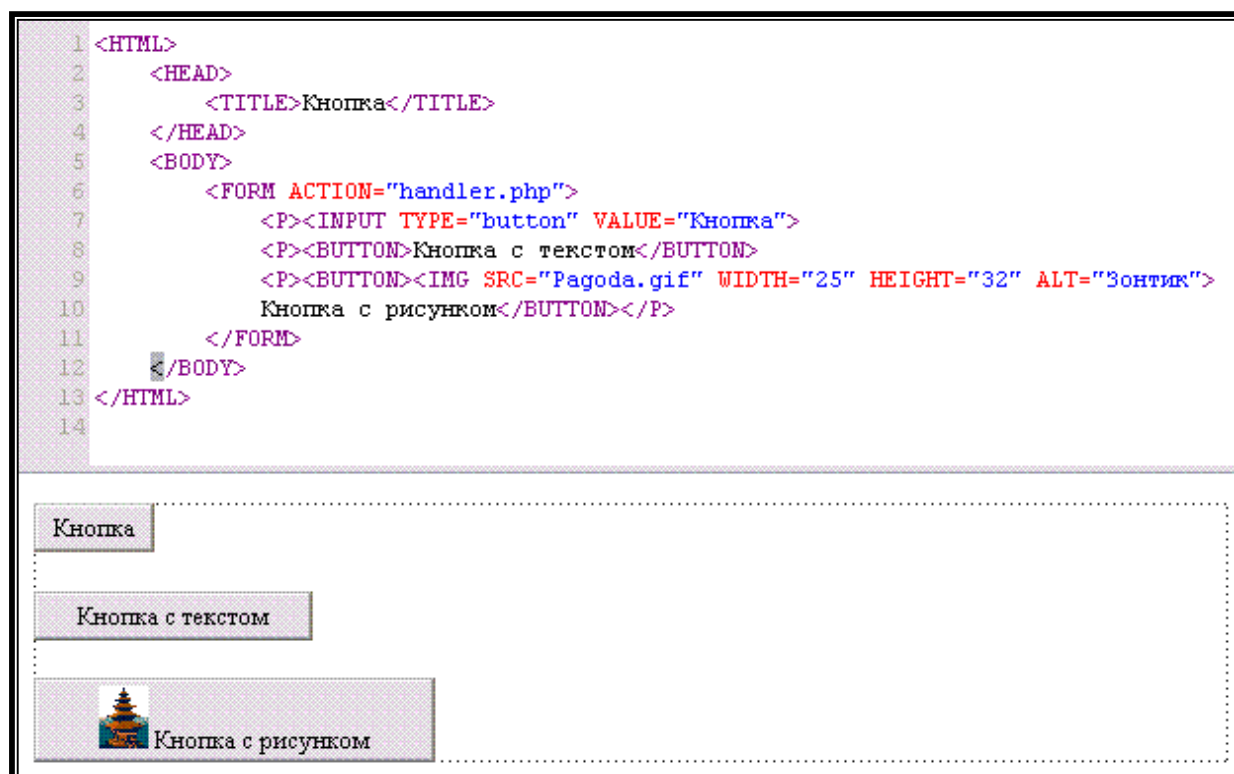 1 <HTML>
2 <HEAD>
3 <TITLE>Кнопка</TITLE>
4 </HEAD>
5 <BODY>
6 <FORM ACTION="handler.php">
7 <P><INPUT TYPE="button" VALUE="Кнопка">
8 <P><BUTTON>Кнопка с текстом</BUTTON>
9 <P><BUTTON><IMG SRC="Pagoda.gif" WIDTH="25" HEIGHT="32" ALT="Зонтик">
10 Кнопка с рисунком</BUTTON></P>
11 </FORM>
12 </BODY>
13 </HTML>
14
Кнопка
Кнопка с текстом
Кнопка с рисунком